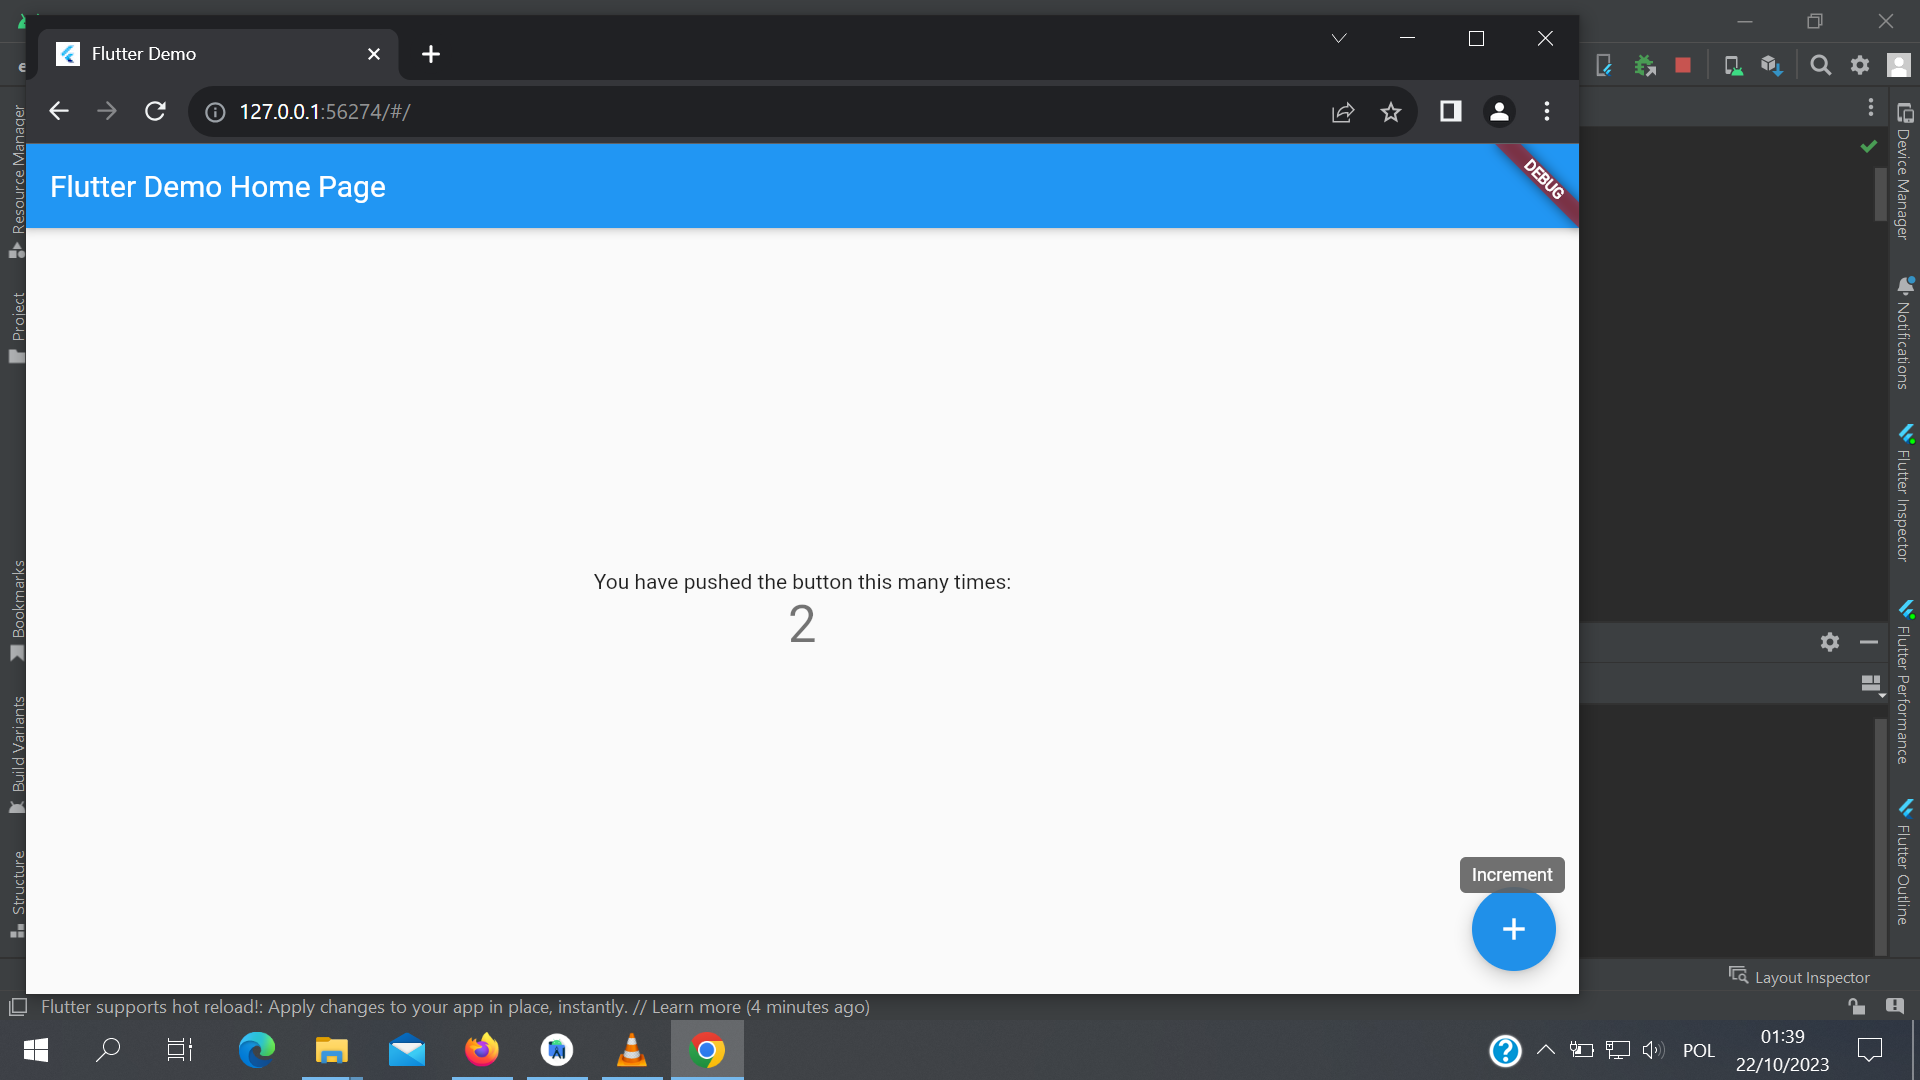 Flutter Demo
127.0.0.1:56274/#/
Flutter Demo Home Page
DEBUG
You have pushed the button this many times:
2
Increment
+
Resource Manager
Project
Bookmarks
Build Variants
Structure
Device Manager
Notifications
Flutter Inspector
Flutter Performance
Flutter Outline
Layout Inspector
Flutter supports hot reload!: Apply changes to your app in place, instantly. // Learn more (4 minutes ago)
POL
01:39
22/10/2023